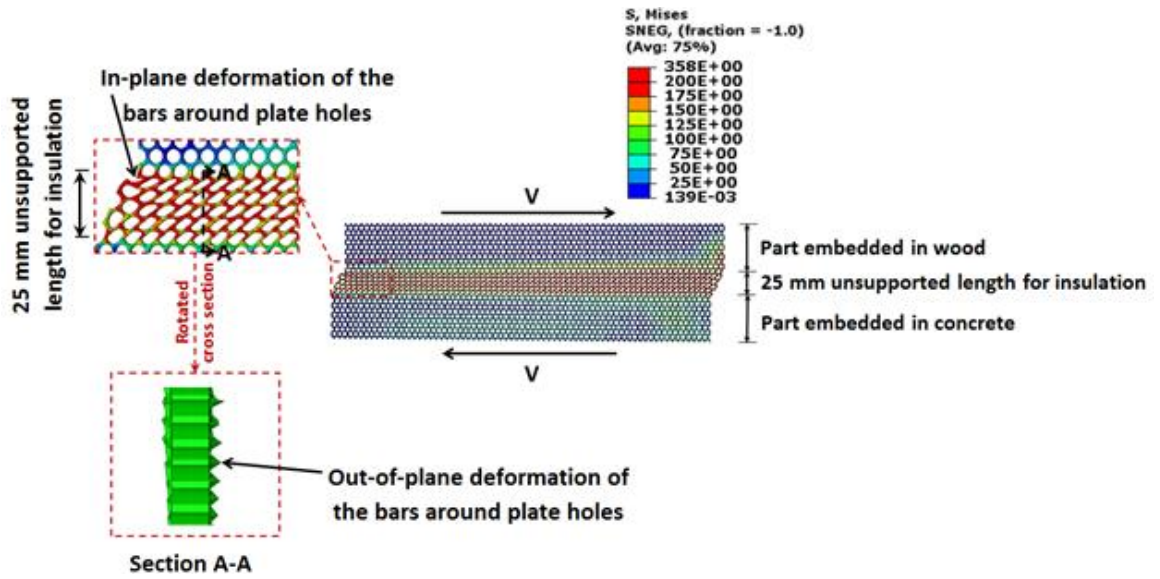 S, Mises
SNEG, (fraction = -1.0)
(Avg: 75%)
358E+00
200E+00
175E+00
150E+00
125E+00
100E+00
75E+00
50E+00
25E+00
139E-03
In-plane deformation of the
bars around plate holes
25 mm unsupported
length for insulation
A
A
V
Part embedded in wood
25 mm unsupported length for insulation
Part embedded in concrete
V
Rotated
cross section
Out-of-plane deformation of
the bars around plate holes
Section A-A